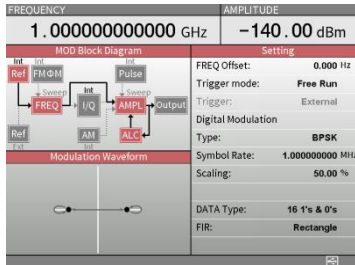 FREQUENCY AMPLITUDE
1.000000000000 GHz −140.00 dBm
MOD Block Diagram
Int Int Int
Ref FMΦM Pulse
Sweep Int Sweep
FREQ I/Q AMPL Output
Ref AM ALC
Ext Int
Modulation Waveform
Setting
FREQ Offset: 0.000 Hz
Trigger mode: Free Run
Trigger: External
Digital Modulation
Type: BPSK
Symbol Rate: 1.000000000 MHz
Scaling: 50.00 %
DATA Type: 16 1's & 0's
FIR: Rectangle